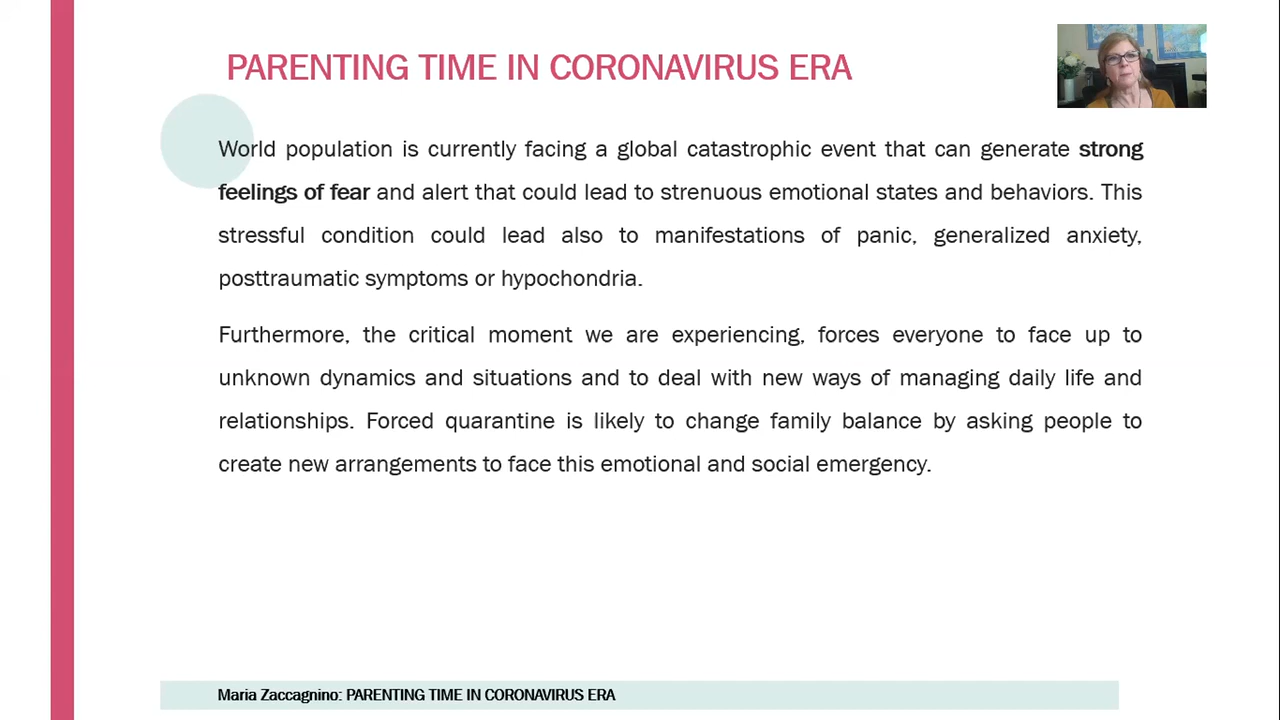 PARENTING TIME IN CORONAVIRUS ERA
World population is currently facing a global catastrophic event that can generate strong
feelings of fear and alert that could lead to strenuous emotional states and behaviors. This
stressful condition could lead also to manifestations of panic, generalized anxiety,
posttraumatic symptoms or hypochondria.
Furthermore, the critical moment we are experiencing, forces everyone to face up to
unknown dynamics and situations and to deal with new ways of managing daily life and
relationships. Forced quarantine is likely to change family balance by asking people to
create new arrangements to face this emotional and social emergency.
Maria Zaccagnino: PARENTING TIME IN CORONAVIRUS ERA